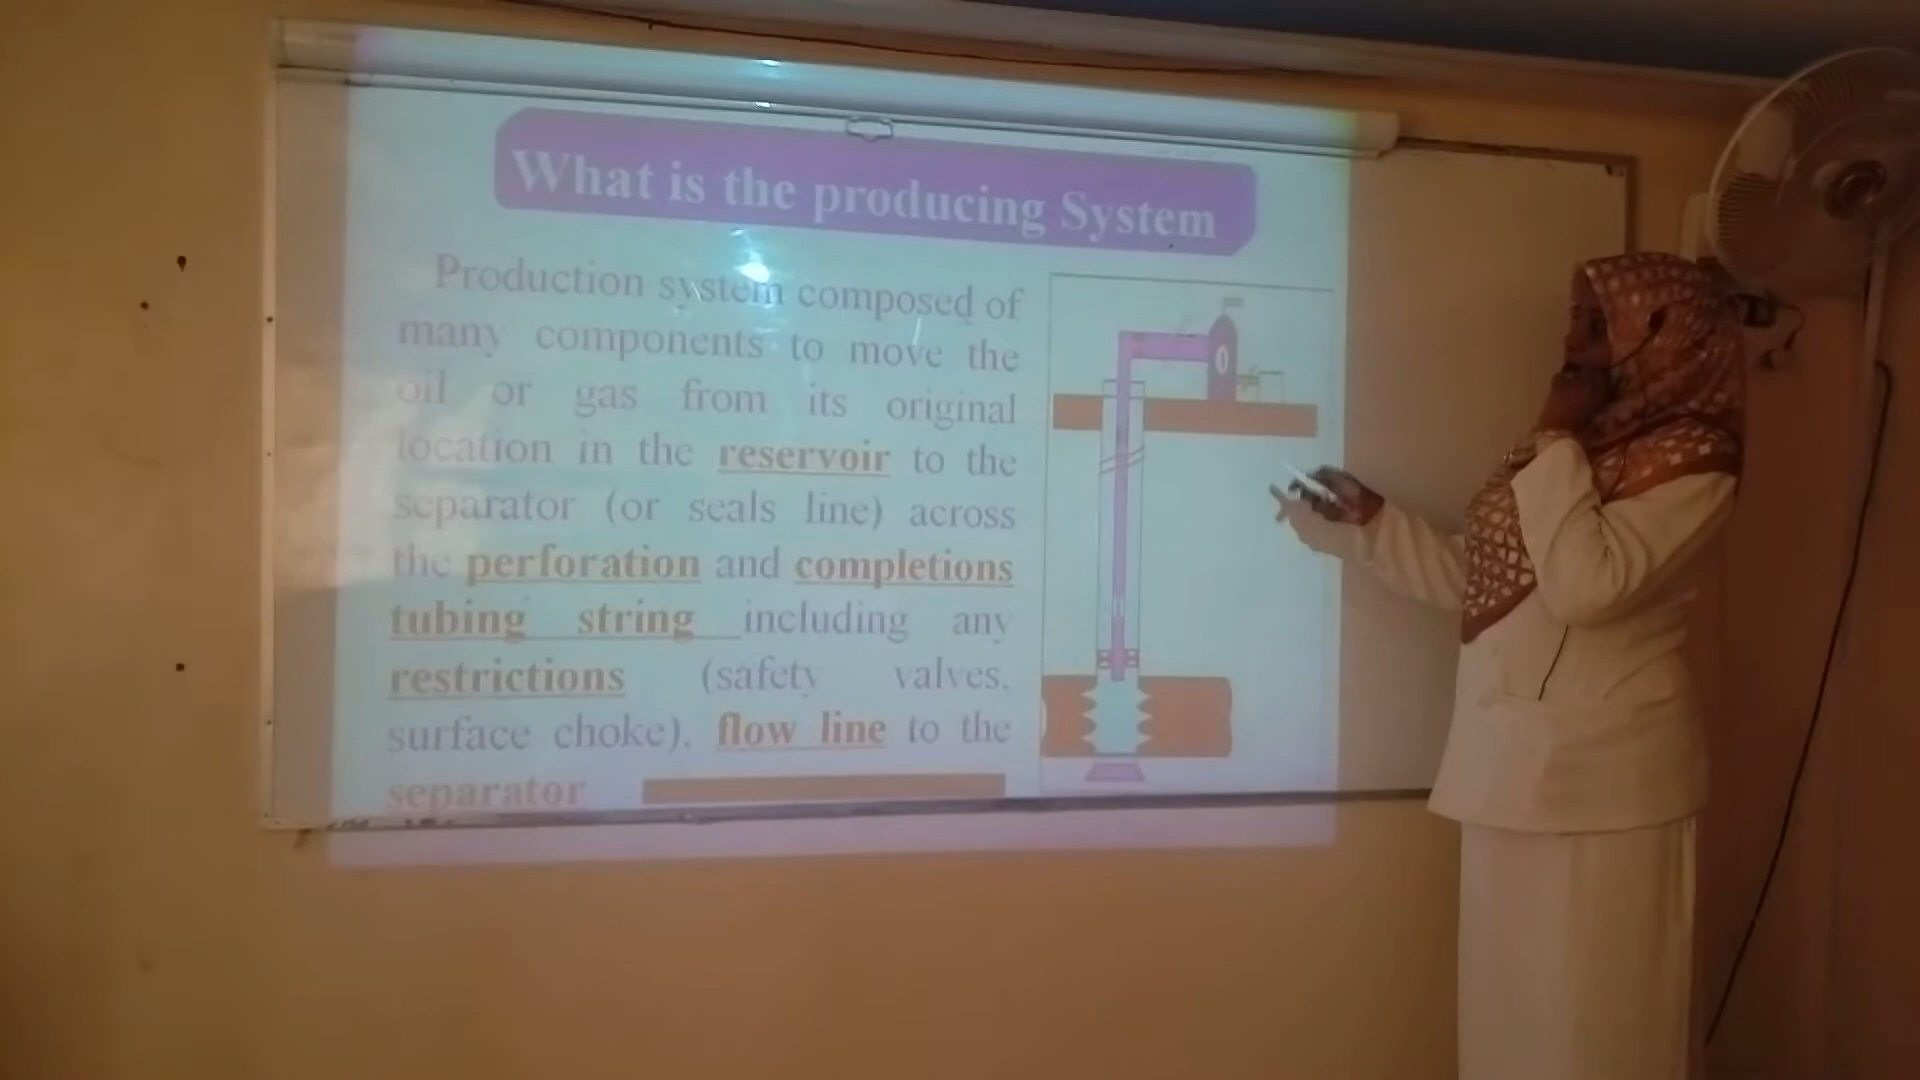 What is the producing System
Production system composed of
many components to move the
oil or gas from its original
location in the reservoir to the
separator (or seals line) across
the perforation and completions
tubing string including any
restrictions (safety valves,
surface choke), flow line to the
separator